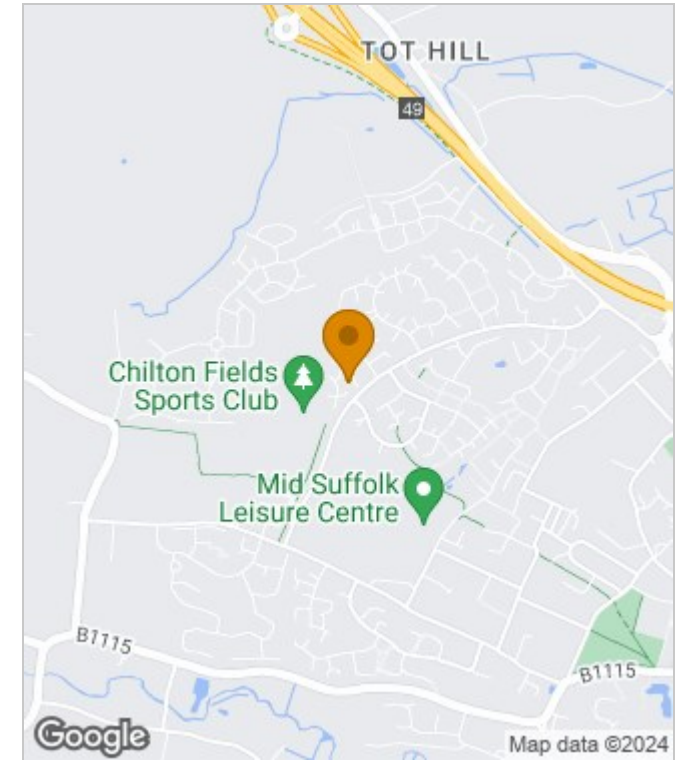 TOT HILL
49
Chilton Fields
Sports Club
Mid Suffolk
Leisure Centre
B1115
B1115
Google
Map data ©2024